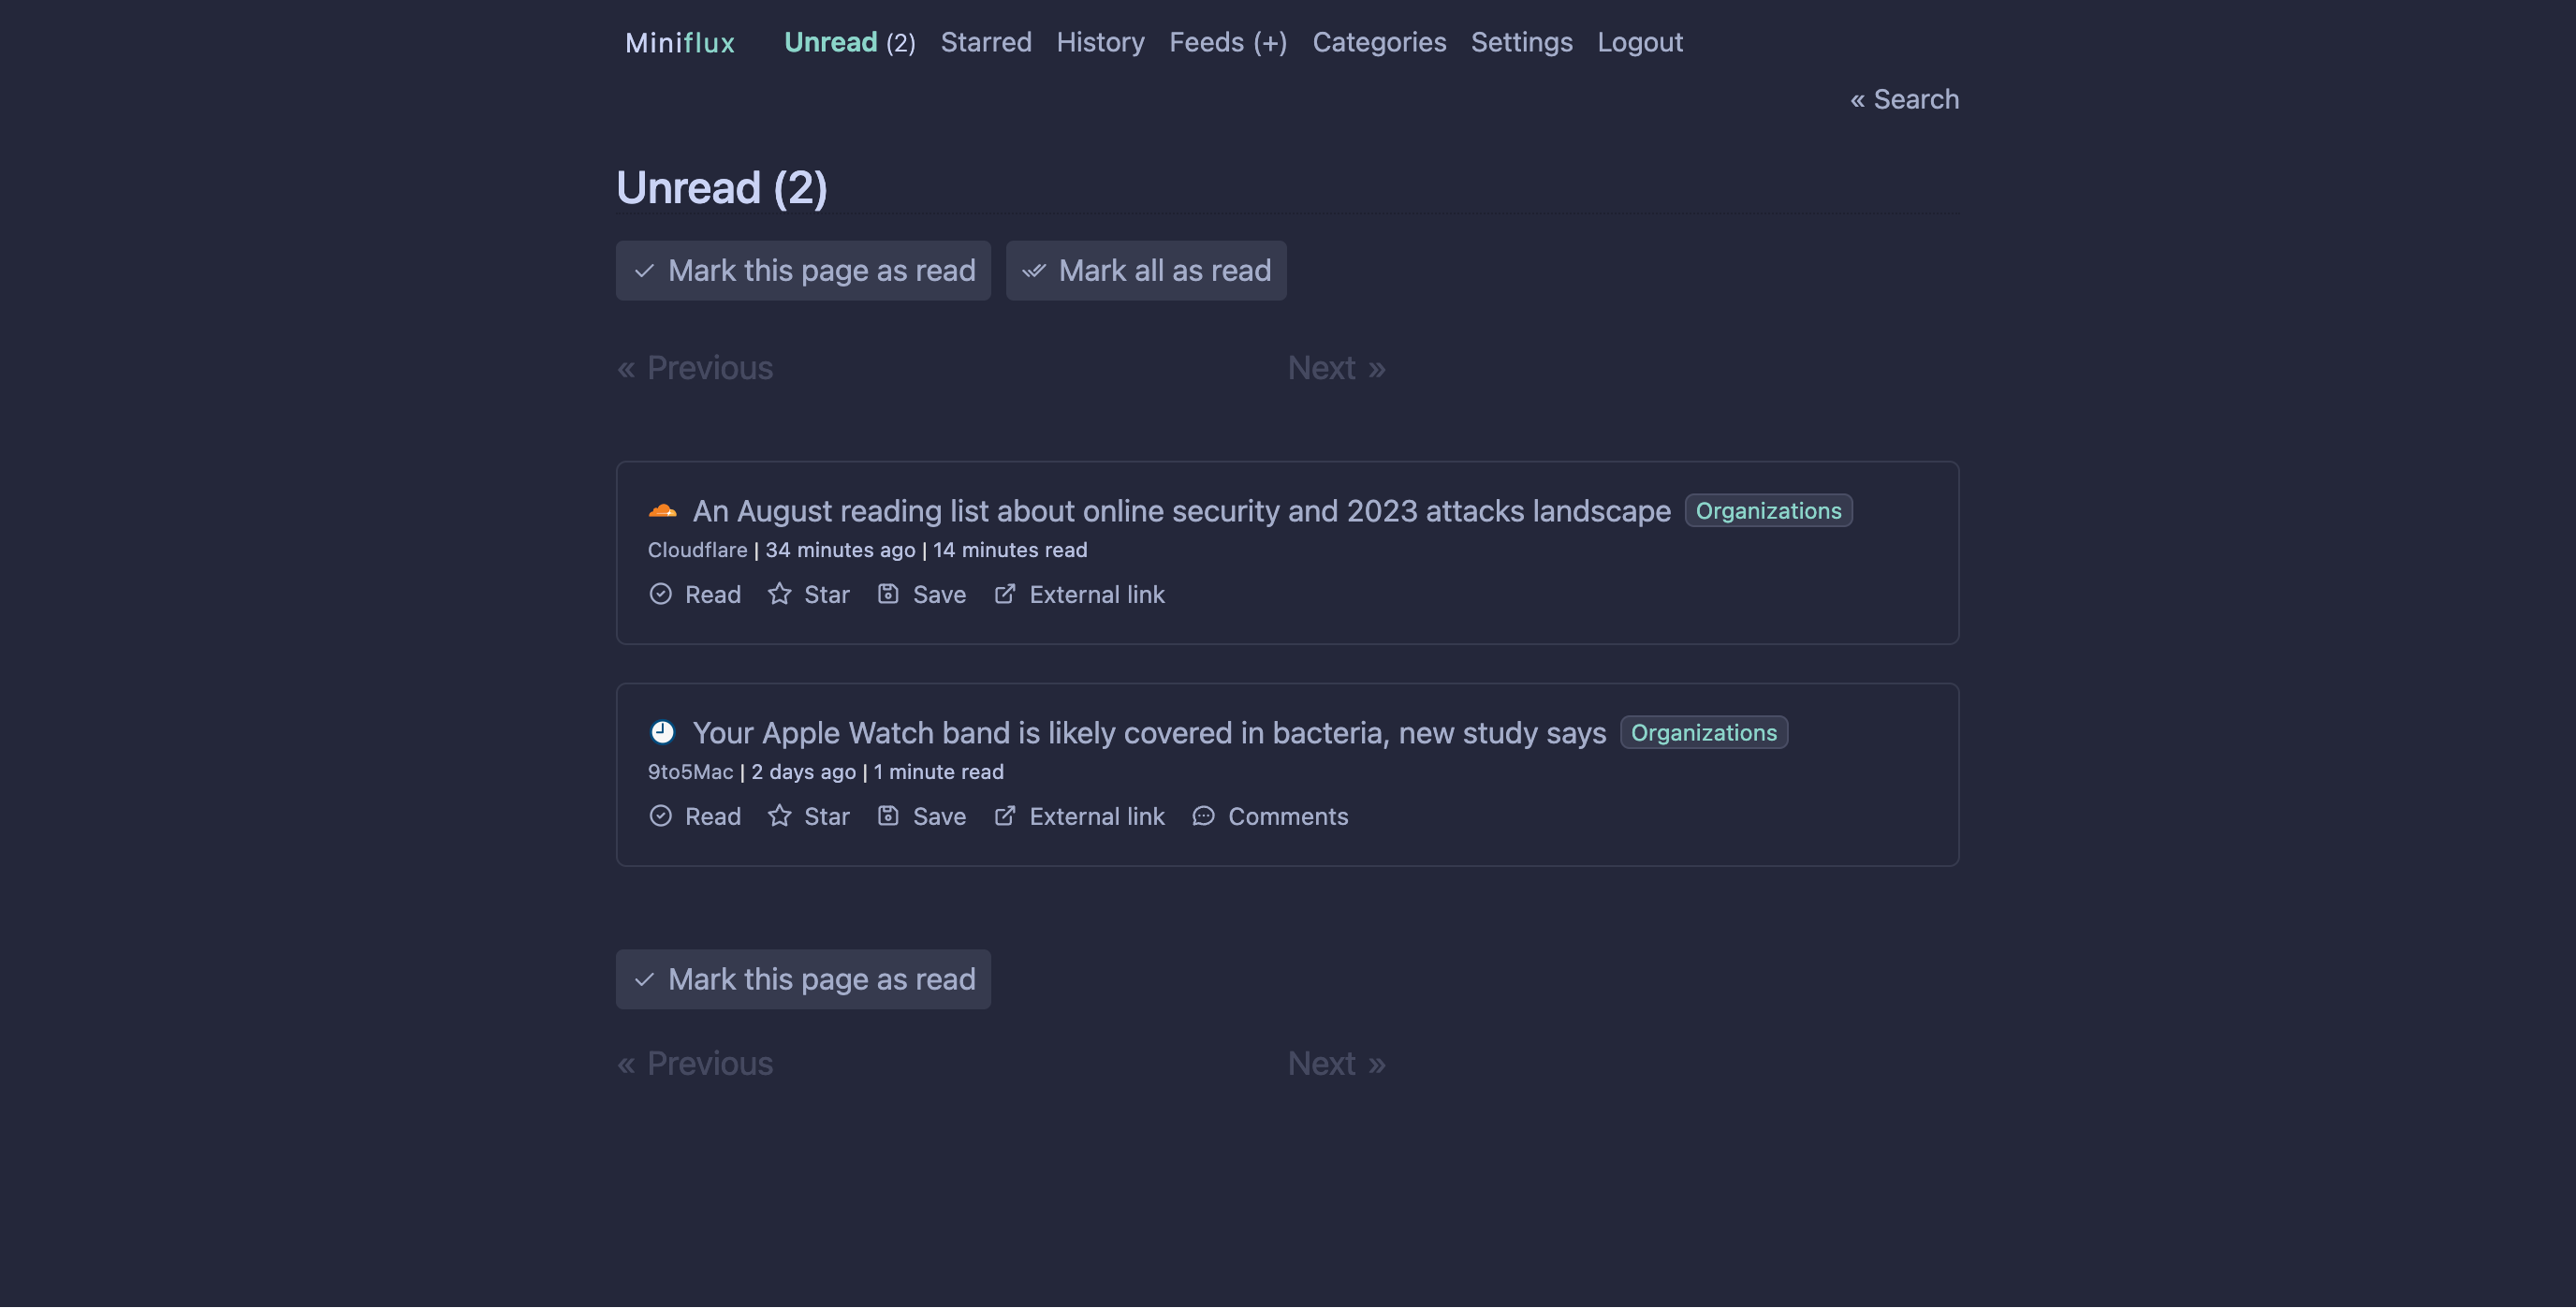 Miniflux Unread (2) Starred History Feeds (+) Categories Settings Logout
« Search
Unread (2)
Mark this page as read Mark all as read
« Previous Next »
An August reading list about online security and 2023 attacks landscape Organizations
Cloudflare | 34 minutes ago | 14 minutes read
Read Star Save External link
Your Apple Watch band is likely covered in bacteria, new study says Organizations
9to5Mac | 2 days ago | 1 minute read
Read Star Save External link Comments
Mark this page as read
« Previous Next »